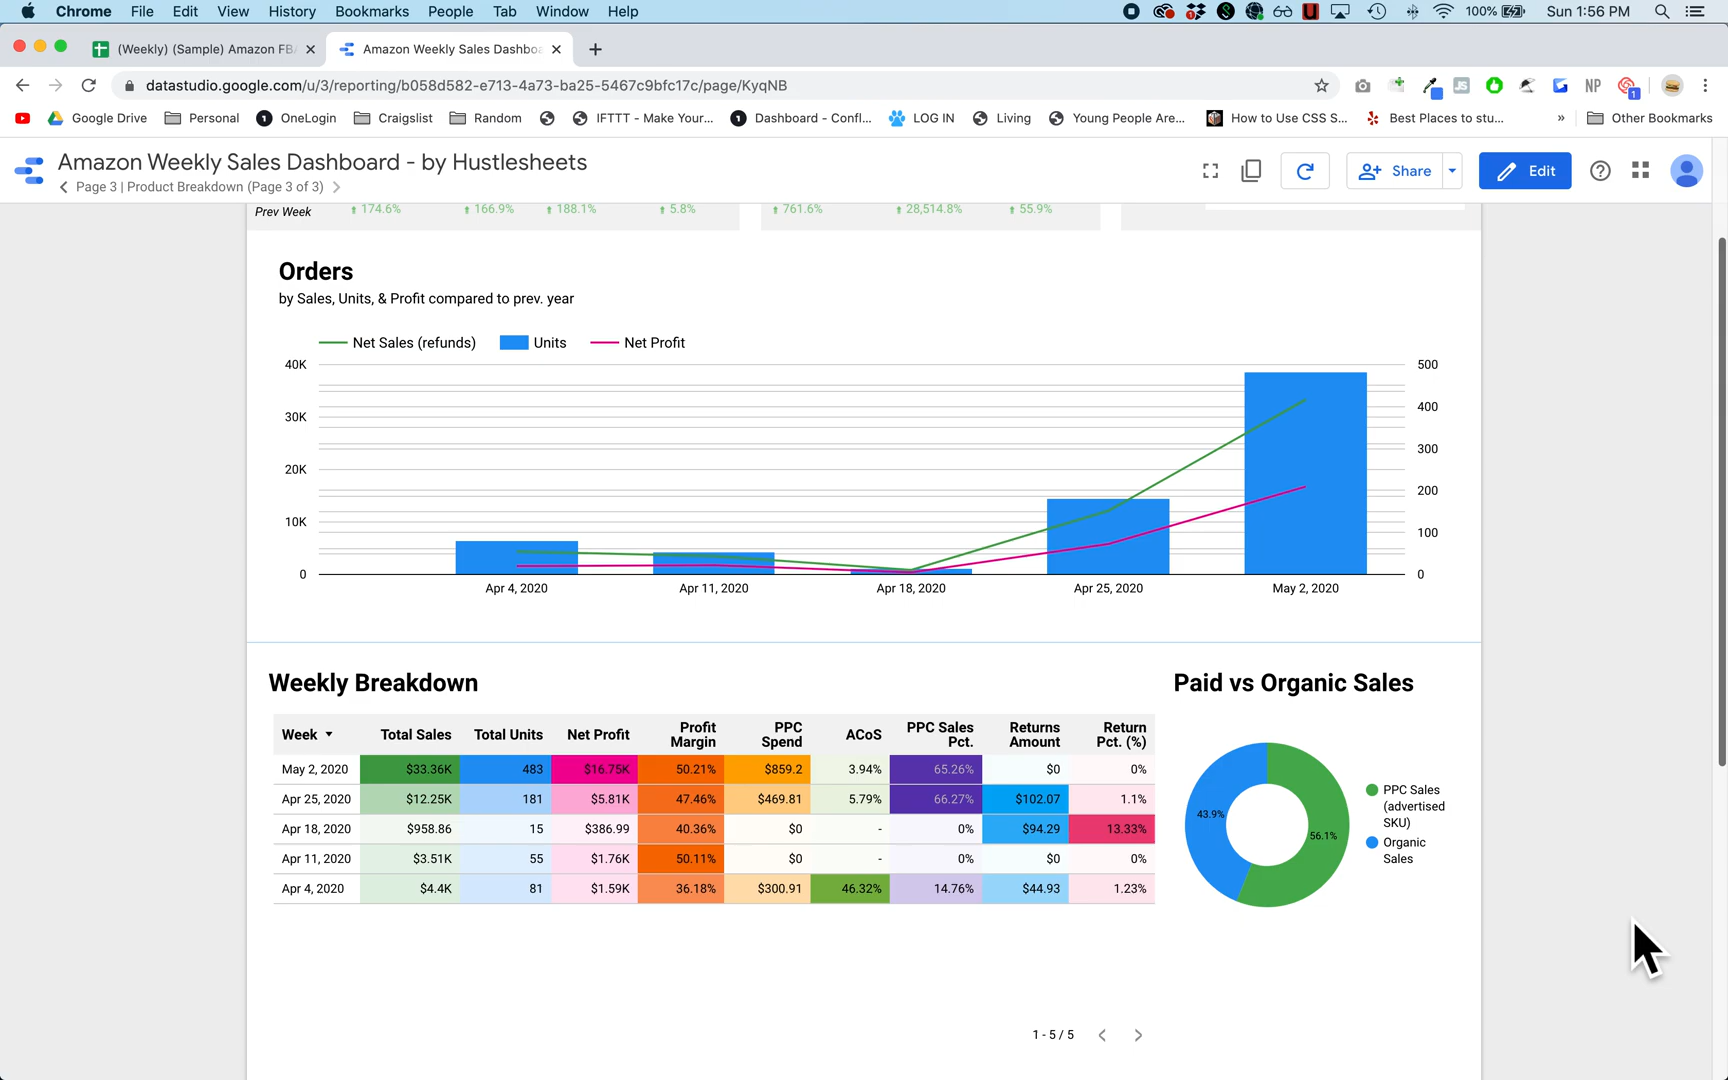 Chrome File Edit View History Bookmarks People Tab Window Help 100% Sun 1:56 PM
(Weekly) (Sample) Amazon FB Amazon Weekly Sales Dashbo
datastudio.google.com/u/3/reporting/b058d582-e713-4a73-ba25-5467c9bfc17c/page/KyqNB JS NP 1
Google Drive Personal OneLogin Craigslist Random IFTTT - Make Your... Dashboard - Confl... LOG IN Living Young People Are... How to Use CSS S... Best Places to stu... » Other Bookmarks
Amazon Weekly Sales Dashboard - by Hustlesheets
Page 3 | Product Breakdown (Page 3 of 3)
Share Edit
Prev Week 174.6% 166.9% 188.1% 5.8% 761.6% 28,514.8% 55.9%
Orders
by Sales, Units, & Profit compared to prev. year
Net Sales (refunds) Units Net Profit
40K 500
400
30K
300
20K
200
10K
100
0 0
Apr 4, 2020 Apr 11, 2020 Apr 18, 2020 Apr 25, 2020 May 2, 2020
Weekly Breakdown
Week Total Sales Total Units Net Profit Profit Margin PPC Spend ACoS PPC Sales Pct. Returns Amount Return Pct. (%)
May 2, 2020 $33.36K 483 $16.75K 50.21% $859.2 3.94% 65.26% $0 0%
Apr 25, 2020 $12.25K 181 $5.81K 47.46% $469.81 5.79% 66.27% $102.07 1.1%
Apr 18, 2020 $958.86 15 $386.99 40.36% $0 - 0% $94.29 13.33%
Apr 11, 2020 $3.51K 55 $1.76K 50.11% $0 - 0% $0 0%
Apr 4, 2020 $4.4K 81 $1.59K 36.18% $300.91 46.32% 14.76% $44.93 1.23%
1 - 5 / 5
Paid vs Organic Sales
43.9%
56.1%
PPC Sales
(advertised
SKU)
Organic
Sales